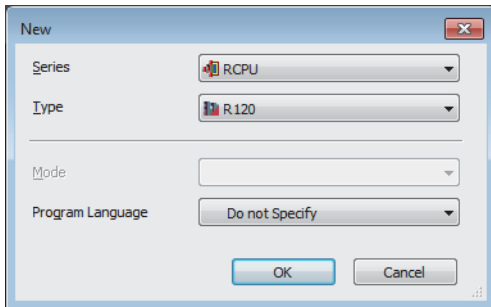 New
Series
RCPU
Type
R120
Mode
Program Language
Do not Specify
OK
Cancel